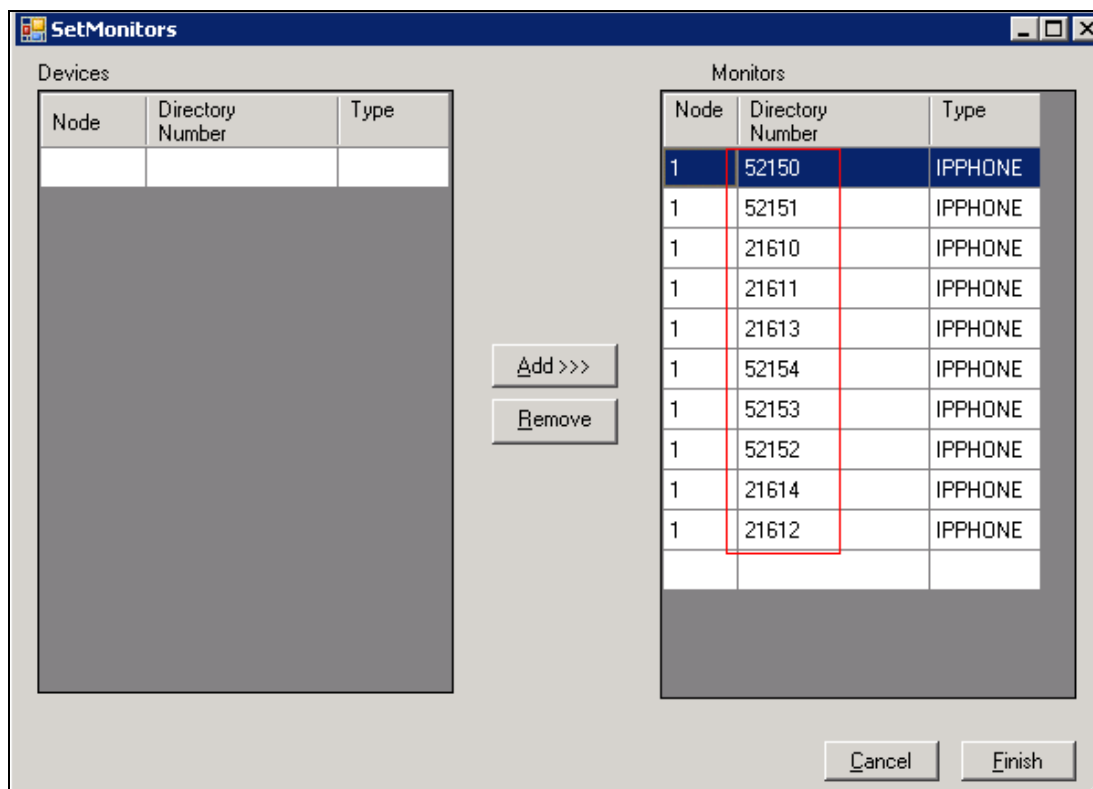 SetMonitors
Devices
Node Directory Number Type
Monitors
Node Directory Number Type
1 52150 IPPHONE
1 52151 IPPHONE
1 21610 IPPHONE
1 21611 IPPHONE
1 21613 IPPHONE
1 52154 IPPHONE
1 52153 IPPHONE
1 52152 IPPHONE
1 21614 IPPHONE
1 21612 IPPHONE
Add >>>
Remove
Cancel Finish